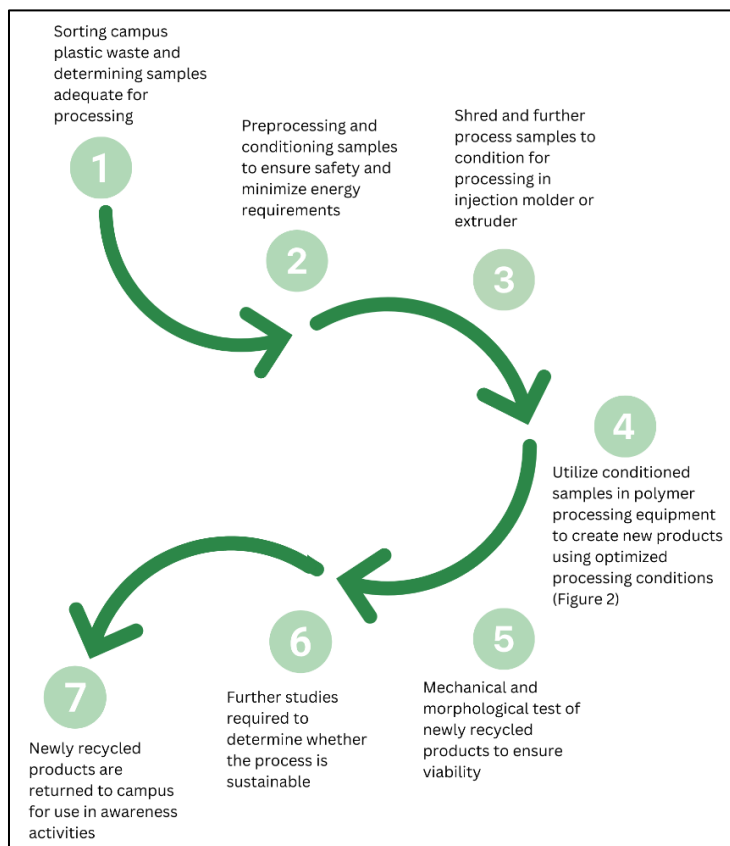 Sorting campus
plastic waste and
determining samples
adequate for
processing
1
Preprocessing and
conditioning samples
to ensure safety and
minimize energy
requirements
2
Shred and further
process samples to
condition for
processing in
injection molder or
extruder
3
4
Utilize conditioned
samples in polymer
processing equipment
to create new products
using optimized
processing conditions
(Figure 2)
5
Mechanical and
morphological test of
newly recycled
products to ensure
viability
6
Further studies
required to
determine whether
the process is
sustainable
7
Newly recycled
products are
returned to campus
for use in awareness
activities